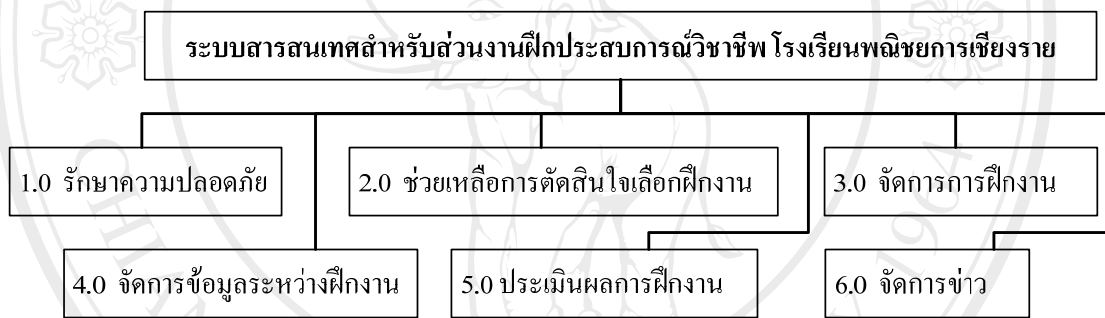 ระบบสารสนเทศสำหรับส่วนงานฝึกประสบการณ์วิชาชีพ โรงเรียนพณิชยการเชียงราย
1.0 รักษาความปลอดภัย
2.0 ช่วยเหลือการตัดสินใจเลือกฝึกงาน
3.0 จัดการการฝึกงาน
4.0 จัดการข้อมูลระหว่างฝึกงาน
5.0 ประเมินผลการฝึกงาน
6.0 จัดการข่าว
CHIAN
1964